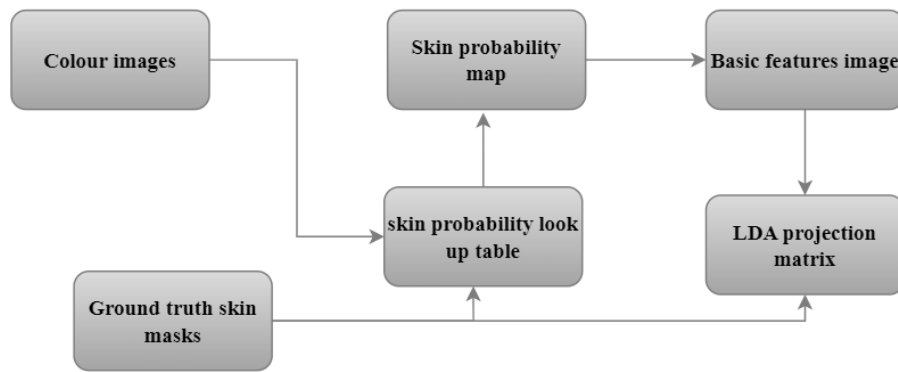 Colour images
Skin probability
map
Basic features image
skin probability look
up table
LDA projection
matrix
Ground truth skin
masks